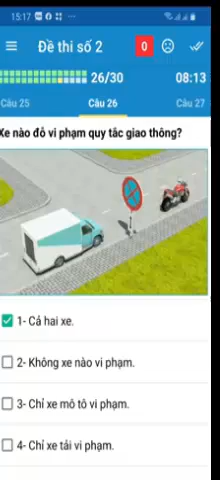 15:17
Đề thi số 2
0
26/30
08:13
Câu 25
Câu 26
Câu 27
Xe nào đỗ vi phạm quy tắc giao thông?
1- Cả hai xe.
2- Không xe nào vi phạm.
3- Chỉ xe mô tô vi phạm.
4- Chỉ xe tải vi phạm.